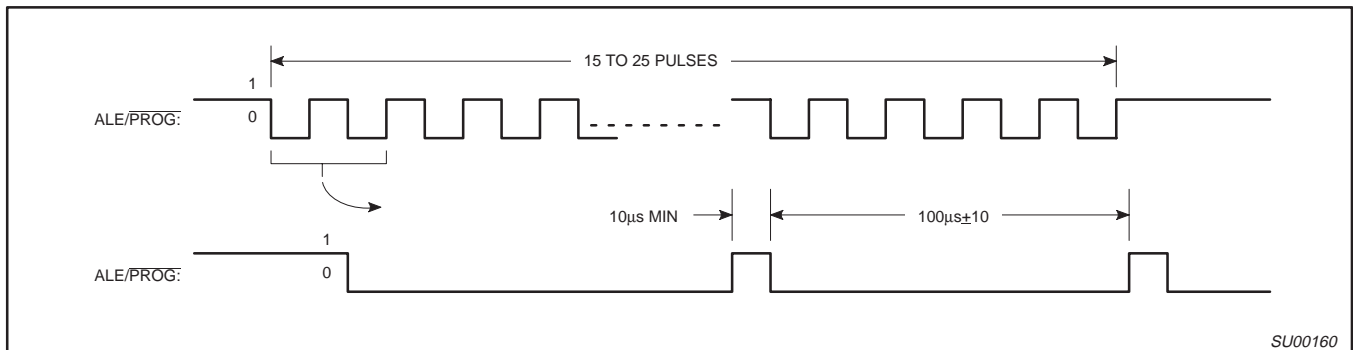 15 TO 25 PULSES
1
ALE/PROG:
0
10µs MIN
100µs±10
1
ALE/PROG:
0
SU00160